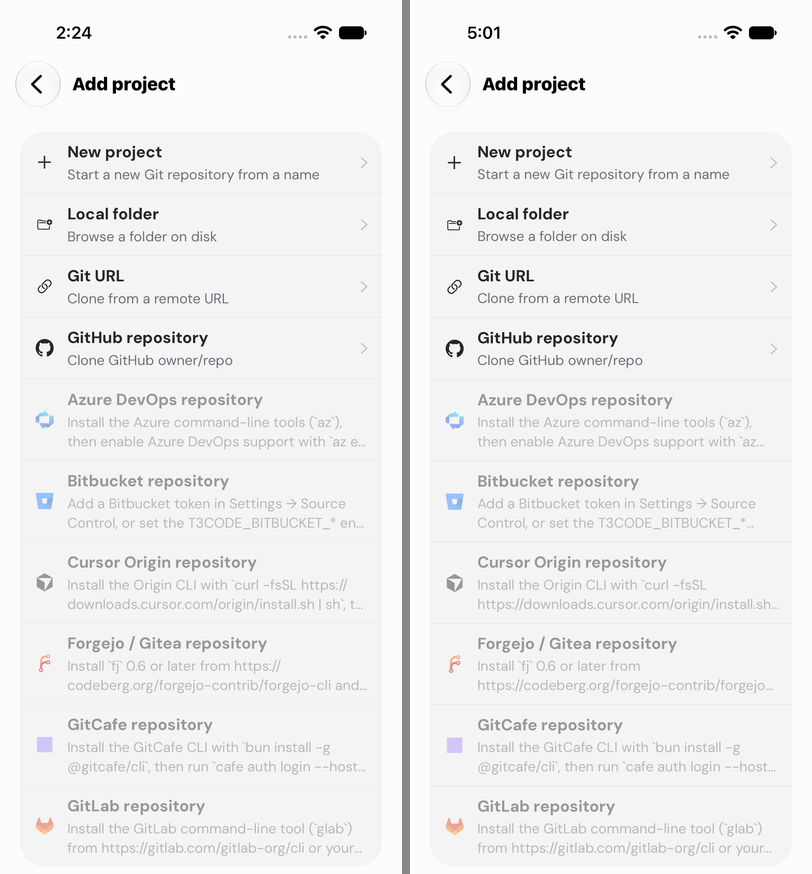 2:24
Add project
New project
Start a new Git repository from a name
Local folder
Browse a folder on disk
Git URL
Clone from a remote URL
GitHub repository
Clone GitHub owner/repo
Azure DevOps repository
Install the Azure command-line tools (`az`),
then enable Azure DevOps support with `az e...
Bitbucket repository
Add a Bitbucket token in Settings → Source
Control, or set the T3CODE_BITBUCKET_* en...
Cursor Origin repository
Install the Origin CLI with `curl -fsSL https://
downloads.cursor.com/origin/install.sh | sh`, t...
Forgejo / Gitea repository
Install `fj` 0.6 or later from https://
codeberg.org/forgejo-contrib/forgejo-cli and...
GitCafe repository
Install the GitCafe CLI with `bun install -g
@gitcafe/cli`, then run `cafe auth login --host...
GitLab repository
Install the GitLab command-line tool (`glab`)
from https://gitlab.com/gitlab-org/cli or your...
5:01
Add project
New project
Start a new Git repository from a name
Local folder
Browse a folder on disk
Git URL
Clone from a remote URL
GitHub repository
Clone GitHub owner/repo
Azure DevOps repository
Install the Azure command-line tools (`az`),
then enable Azure DevOps support with `az...
Bitbucket repository
Add a Bitbucket token in Settings → Source
Control, or set the T3CODE_BITBUCKET_*...
Cursor Origin repository
Install the Origin CLI with `curl -fsSL
https://downloads.cursor.com/origin/install.sh...
Forgejo / Gitea repository
Install `fj` 0.6 or later from
https://codeberg.org/forgejo-contrib/forgejo...
GitCafe repository
Install the GitCafe CLI with `bun install -g
@gitcafe/cli`, then run `cafe auth login --host...
GitLab repository
Install the GitLab command-line tool (`glab`)
from https://gitlab.com/gitlab-org/cli or your...